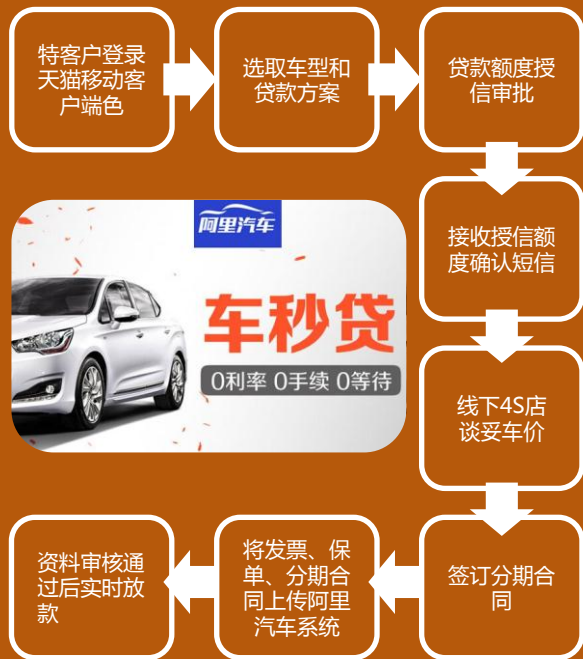 特客户登录
天猫移动客
户端色
选取车型和
贷款方案
贷款额度授
信审批
接收授信额
度确认短信
阿里汽车
车秒贷
0利率 0手续 0等待
线下4S店
谈妥车价
签订分期合
同
将发票、保
单、分期合
同上传阿里
汽车系统
资料审核通
过后实时放
款